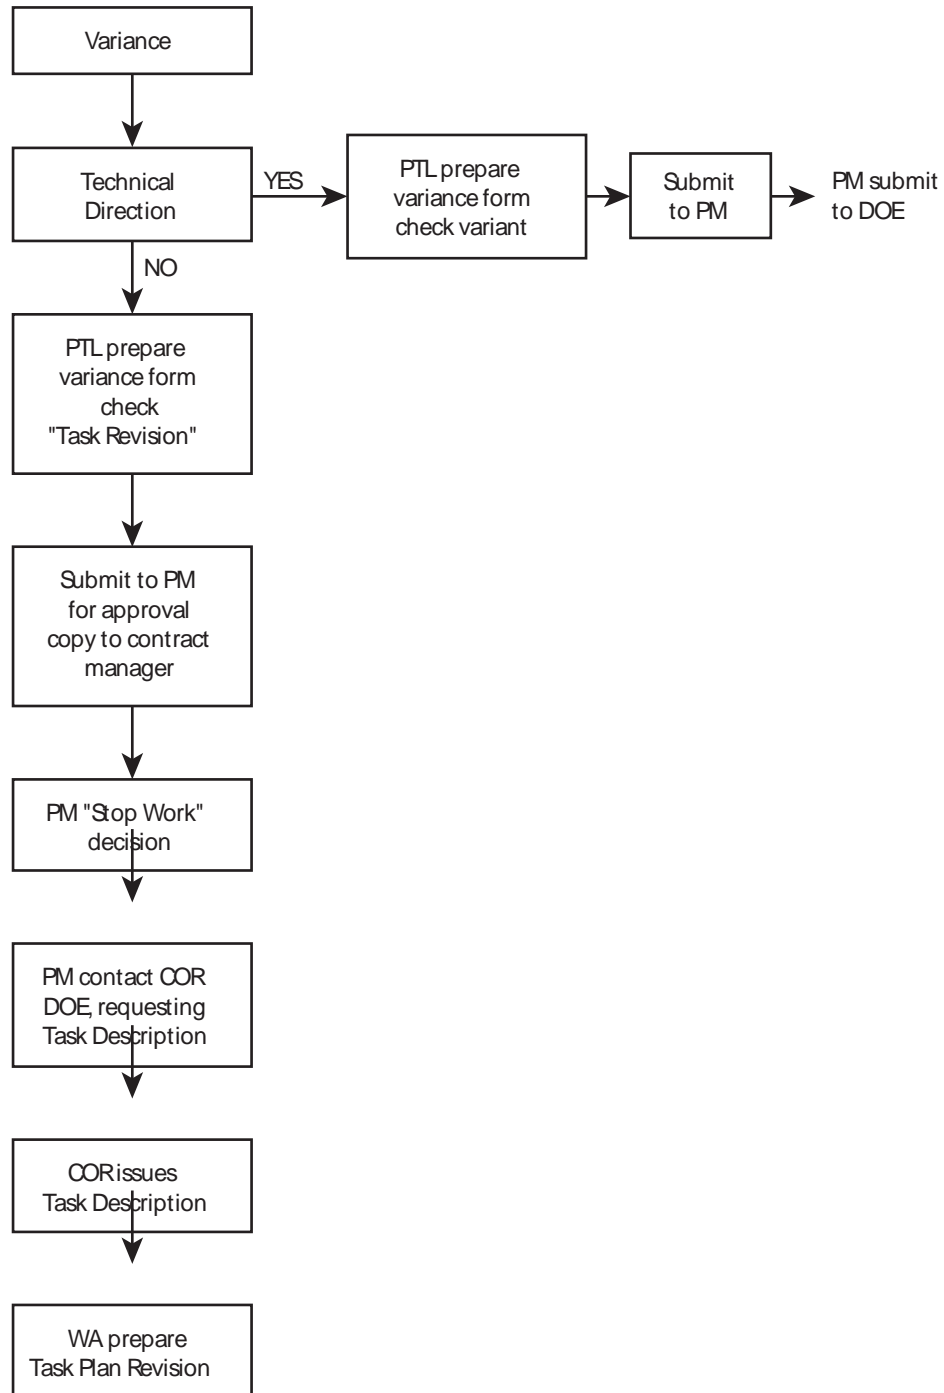 Variance
Technical
Direction
YES
PTL prepare
variance form
check variant
Submit
to PM
PM submit
to DOE
NO
PTL prepare
variance form
check
"Task Revision"
Submit to PM
for approval
copy to contract
manager
PM "Stop Work"
decision
PM contact COR
DOE, requesting
Task Description
COR issues
Task Description
WA prepare
Task Plan Revision